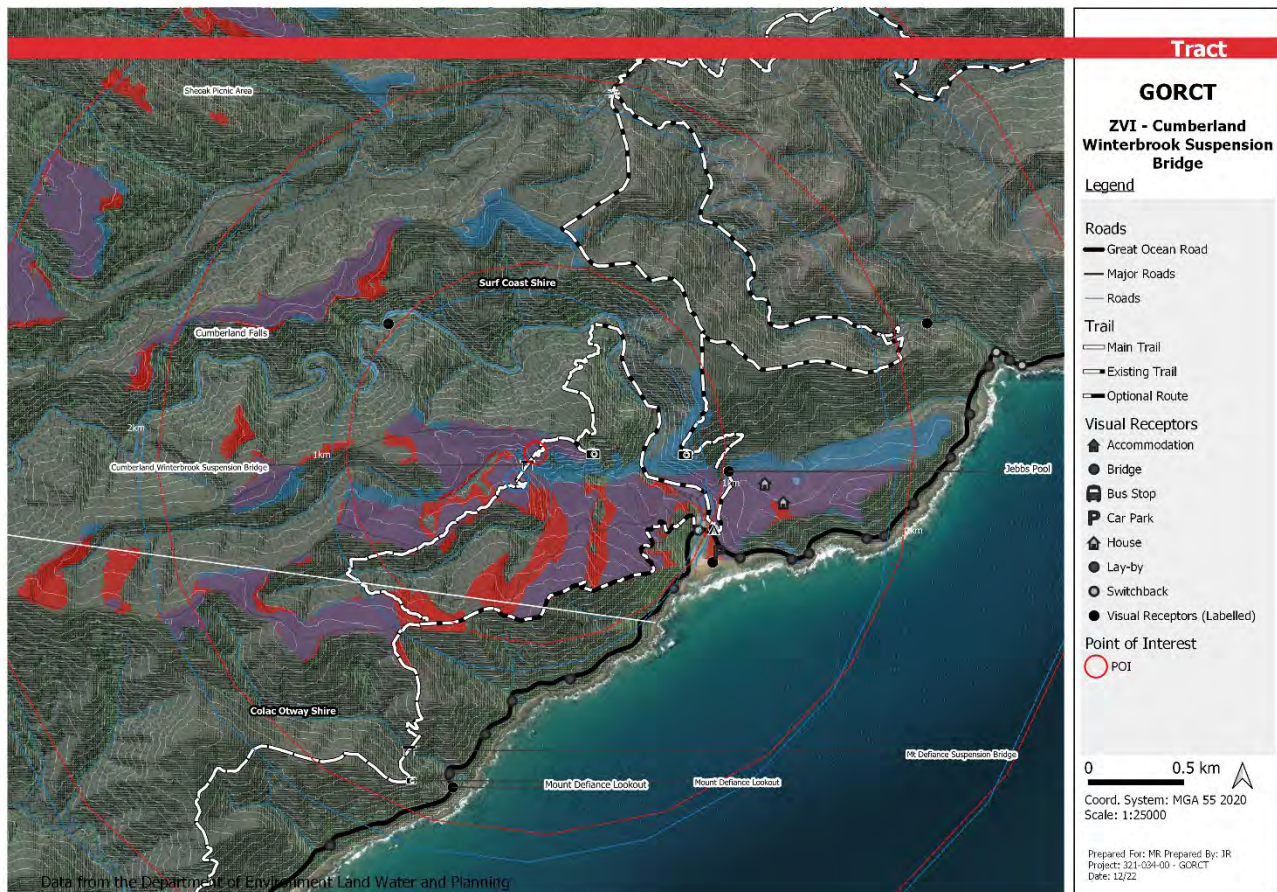 Tract
GORCT
ZVI - Cumberland
Winterbrook Suspension
Bridge
Legend
Roads
Great Ocean Road
Major Roads
Roads
Trail
Main Trail
Existing Trail
Optional Route
Visual Receptors
Accommodation
Bridge
Bus Stop
Car Park
House
Lay-by
Switchback
Visual Receptors (Labelled)
Point of Interest
POI
0 0.5 km
Coord. System: MGA 55 2020
Scale: 1:25000
Prepared For: MR Prepared By: JR
Project: 321-034-00 - GORCT
Date: 12/22
Sheoak Picnic Area
Surf Coast Shire
Cumberland Falls
2km
1km
Cumberland Winterbrook Suspension Bridge
Jebbs Pool
1km
2km
Colac Otway Shire
Mt Defiance Suspension Bridge
Mount Defiance Lookout
Mount Defiance Lookout
Data from the Department of Environment Land Water and Planning